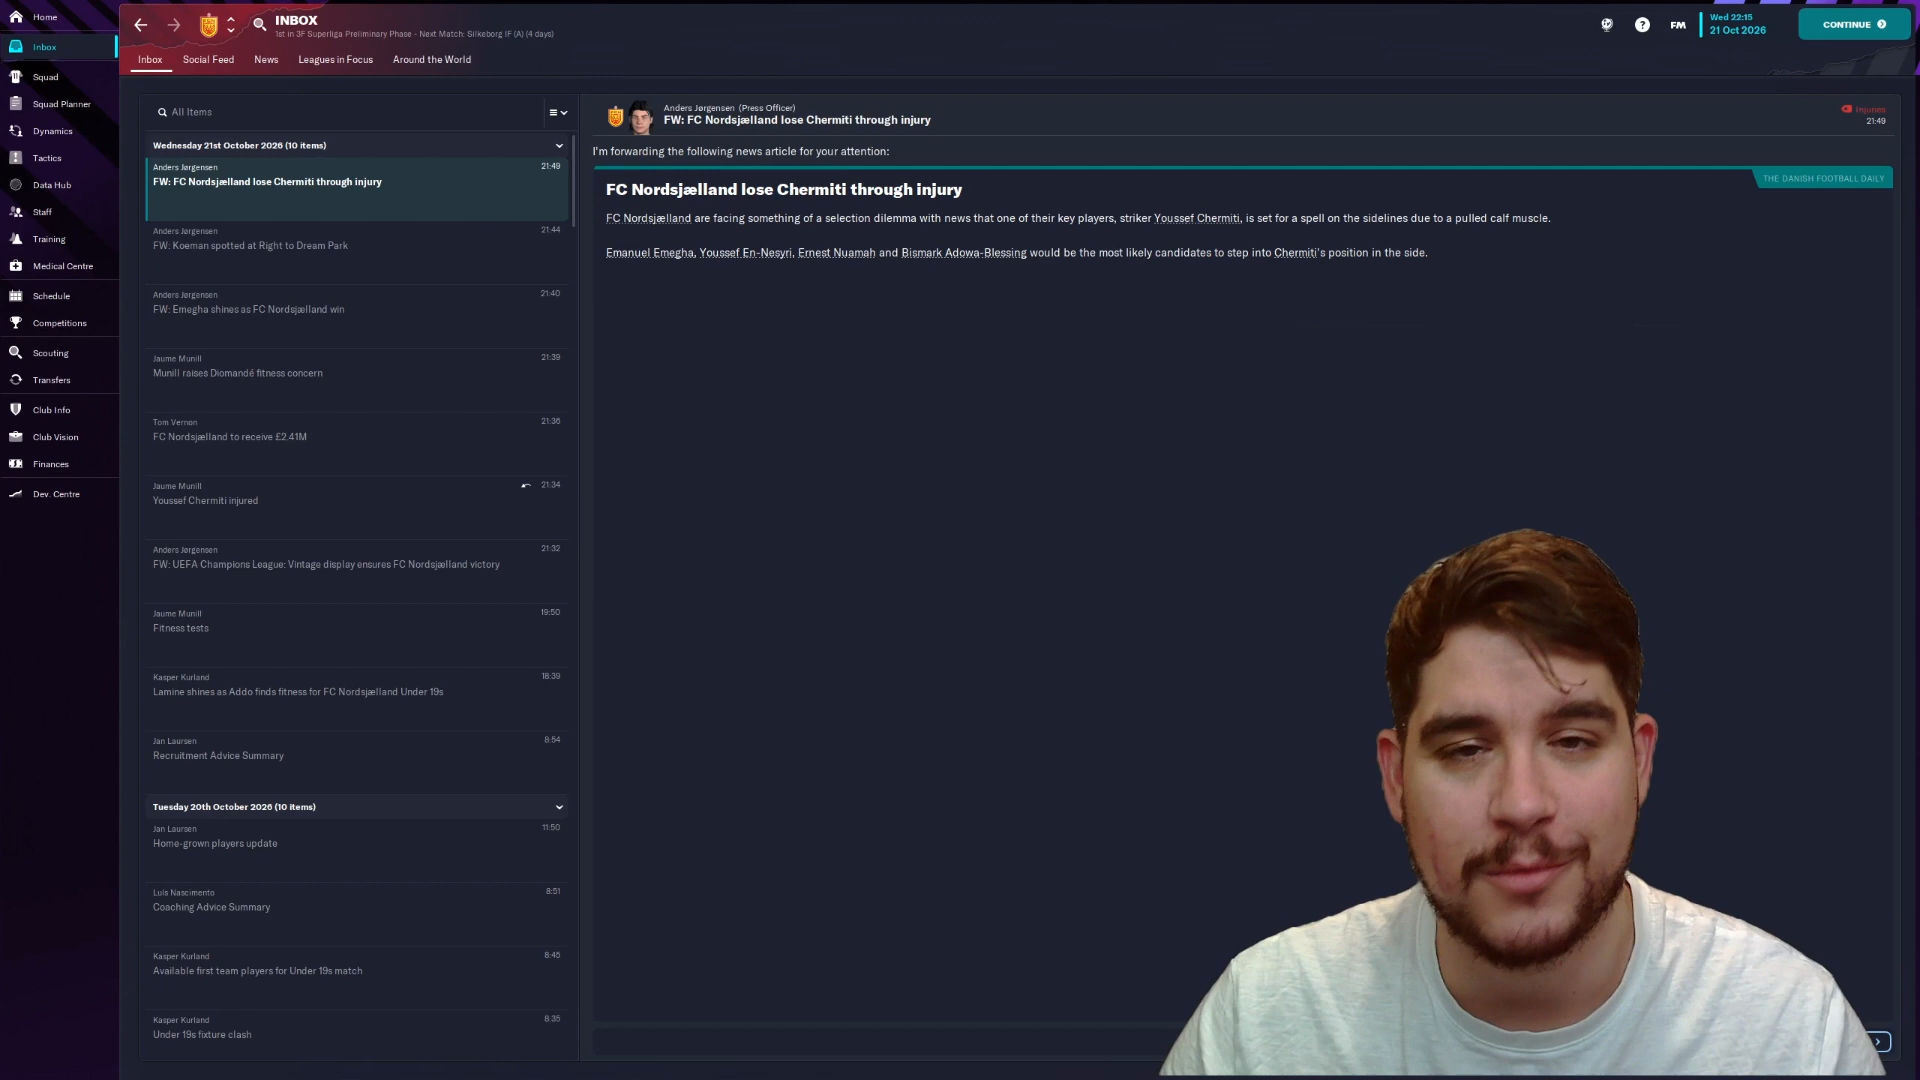 Home
Inbox
Squad
Squad Planner
Dynamics
Tactics
Data Hub
Staff
Training
Medical Centre
Schedule
Competitions
Scouting
Transfers
Club Info
Club Vision
Finances
Dev. Centre
INBOX
1st in 3F Superliga Preliminary Phase - Next Match: Silkeborg IF (A) (4 days)
FM
Wed 22:15
21 Oct 2026
CONTINUE
Inbox Social Feed News Leagues in Focus Around the World
All Items
Wednesday 21st October 2026 (10 items)
Anders Jørgensen 21:49
FW: FC Nordsjælland lose Chermiti through injury
Anders Jørgensen 21:44
FW: Koeman spotted at Right to Dream Park
Anders Jørgensen 21:40
FW: Emegha shines as FC Nordsjælland win
Jaume Munill 21:39
Munill raises Diomandé fitness concern
Tom Vernon 21:36
FC Nordsjælland to receive £2.41M
Jaume Munill 21:34
Youssef Chermiti injured
Anders Jørgensen 21:32
FW: UEFA Champions League: Vintage display ensures FC Nordsjælland victory
Jaume Munill 19:50
Fitness tests
Kasper Kurland 18:39
Lamine shines as Addo finds fitness for FC Nordsjælland Under 19s
Jan Laursen 8:54
Recruitment Advice Summary
Tuesday 20th October 2026 (10 items)
Jan Laursen 11:50
Home-grown players update
Luís Nascimento 8:51
Coaching Advice Summary
Kasper Kurland 8:45
Available first team players for Under 19s match
Kasper Kurland 8:35
Under 19s fixture clash
Anders Jørgensen (Press Officer)
FW: FC Nordsjælland lose Chermiti through injury
Injuries
21:49
I'm forwarding the following news article for your attention:
THE DANISH FOOTBALL DAILY
FC Nordsjælland lose Chermiti through injury
FC Nordsjælland are facing something of a selection dilemma with news that one of their key players, striker Youssef Chermiti, is set for a spell on the sidelines due to a pulled calf muscle.
Emanuel Emegha, Youssef En-Nesyri, Ernest Nuamah and Bismark Adowa-Blessing would be the most likely candidates to step into Chermiti's position in the side.